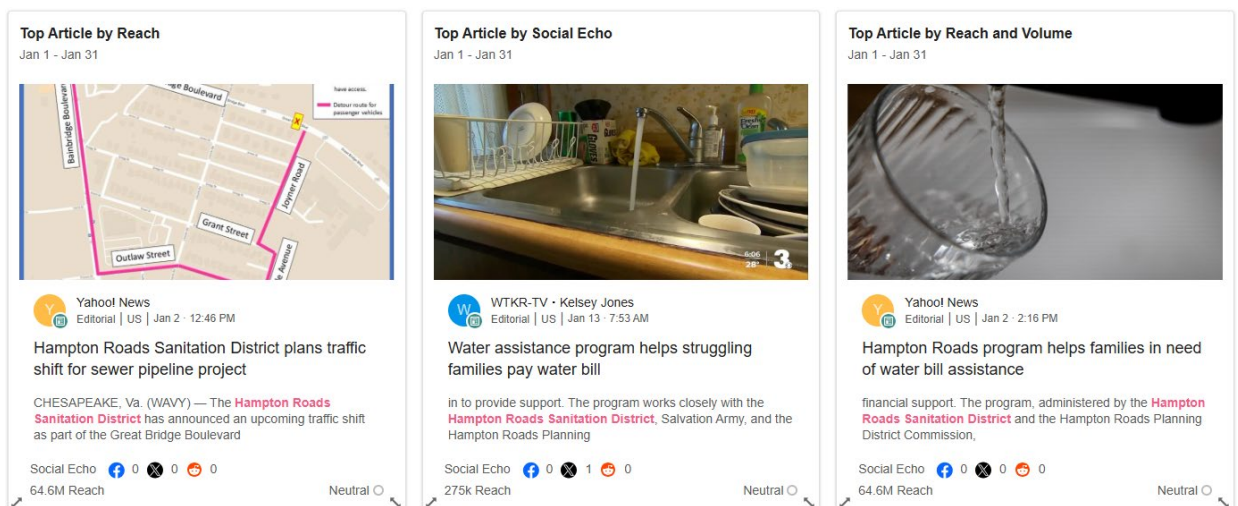 Top Article by Reach
Jan 1 - Jan 31
have access.
Detour route for
passenger vehicles
Bainbridge Boulevar
ge Boulevard
Joyner Road
Grant Street
Outlaw Street
e Avenue
Y
Yahoo! News
Editorial | US | Jan 2 · 12:46 PM
Hampton Roads Sanitation District plans traffic
shift for sewer pipeline project
CHESAPEAKE, Va. (WAVY) — The Hampton Roads
Sanitation District has announced an upcoming traffic shift
as part of the Great Bridge Boulevard
Social Echo 0 0 0
64.6M Reach Neutral
Top Article by Social Echo
Jan 1 - Jan 31
6:06
28°
3
W
WTKR-TV • Kelsey Jones
Editorial | US | Jan 13 · 7:53 AM
Water assistance program helps struggling
families pay water bill
in to provide support. The program works closely with the
Hampton Roads Sanitation District, Salvation Army, and the
Hampton Roads Planning
Social Echo 0 1 0
275k Reach Neutral
Top Article by Reach and Volume
Jan 1 - Jan 31
Y
Yahoo! News
Editorial | US | Jan 2 · 2:16 PM
Hampton Roads program helps families in need
of water bill assistance
financial support. The program, administered by the Hampton
Roads Sanitation District and the Hampton Roads Planning
District Commission,
Social Echo 0 0 0
64.6M Reach Neutral